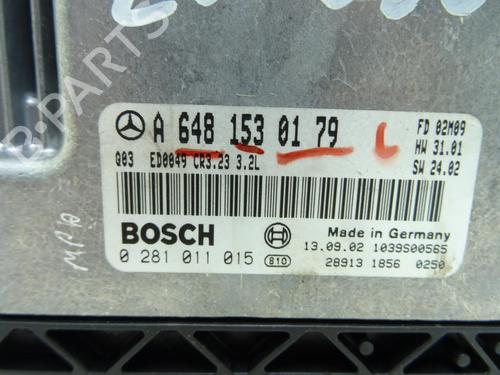 A 648 153 01 79 L
FD 02M09
Q03 ED0049 CR3.23 3.2L
HW 31.01
SW 24.02
BOSCH
Made in Germany
13.09.02 1039S00565
0 281 011 015 810
28913 1856 0250